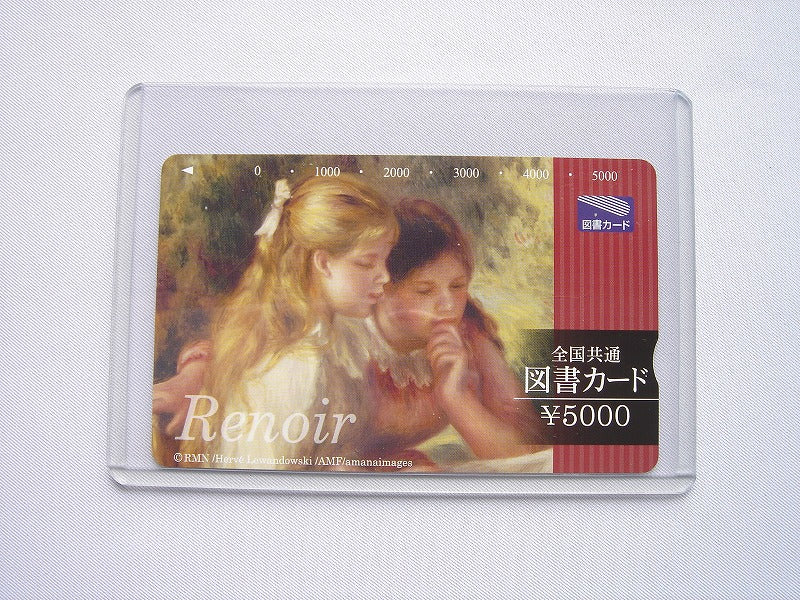 ◀ 0 ・ 1000 ・ 2000 ・ 3000 ・ 4000 ・ 5000
図書カード
全国共通
図書カード
¥5000
Renoir
©RMN /Hervé Lewandowski /AMF/amanaimages